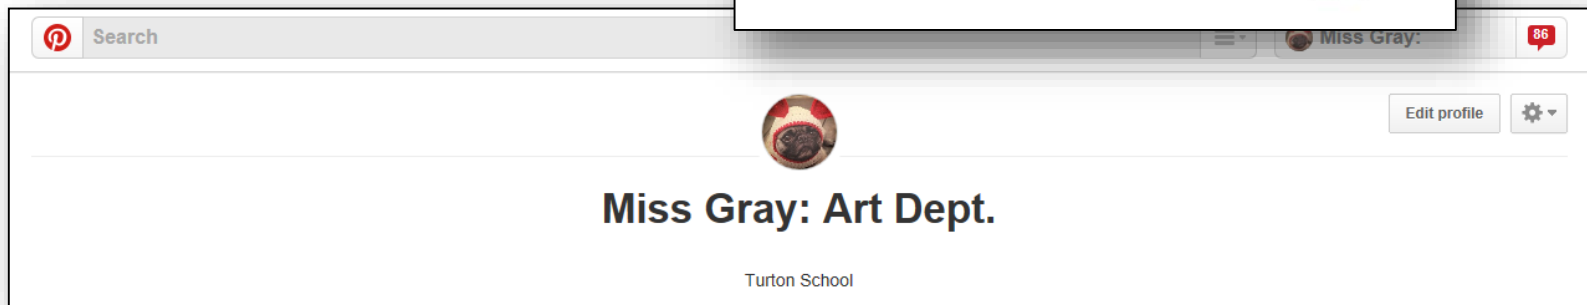 Search
Miss Gray:
86
Edit profile
Miss Gray: Art Dept.
Turton School